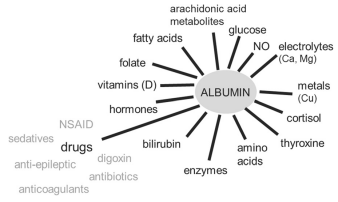 arachidonic acid
metabolites
glucose
fatty acids
NO
electrolytes
(Ca, Mg)
folate
vitamins (D)
ALBUMIN
metals
(Cu)
hormones
cortisol
NSAID
thyroxine
sedatives
drugs
bilirubin
amino
acids
digoxin
enzymes
anti-epileptic
antibiotics
anticoagulants